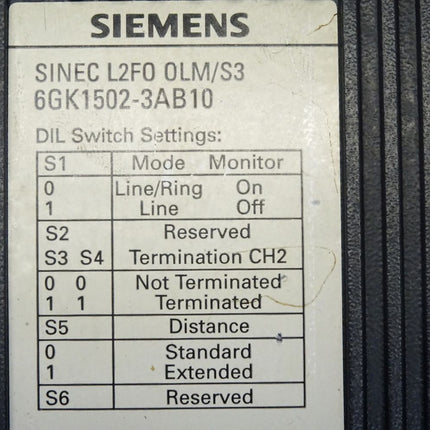 SIEMENS
SINEC L2FO OLM/S3
6GK1502-3AB10
DIL Switch Settings:
S1 Mode Monitor
0 Line/Ring On
1 Line Off
S2 Reserved
S3 S4 Termination CH2
0 0 Not Terminated
1 1 Terminated
S5 Distance
0 Standard
1 Extended
S6 Reserved